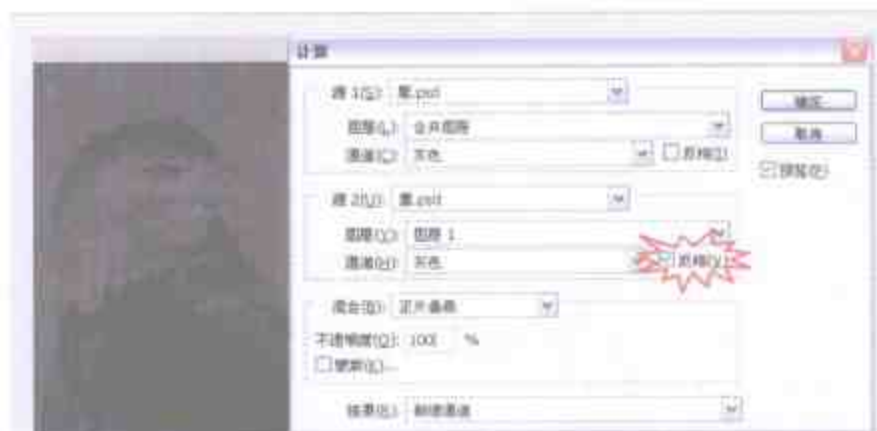 计算
源 1(S): 墨.psd
图层(L): 合并图层
通道(C): 灰色 反相(I)
源 2(U): 墨.psd
图层(Y): 图层 1
通道(H): 灰色 反相(V)
混合(B): 正片叠底
不透明度(O): 100 %
蒙版(K)...
结果(R): 新建通道
确定
取消
预览(P)